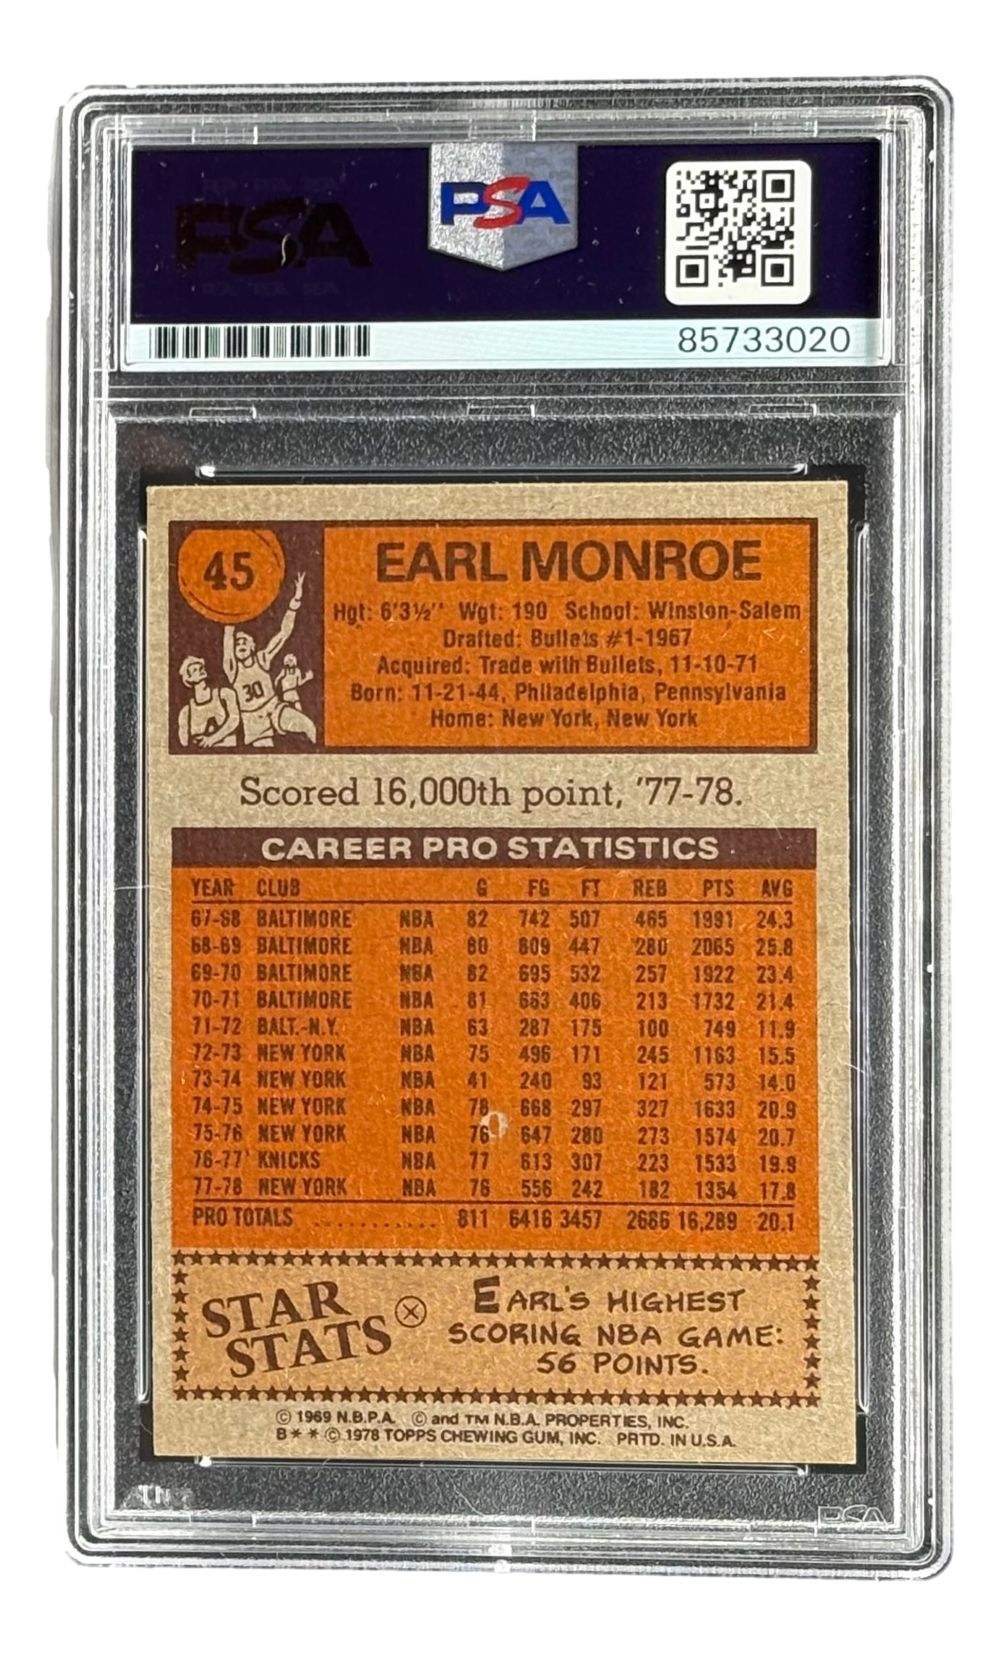 PSA
PSA
85733020
45
EARL MONROE
Hgt: 6'3½" Wgt: 190 School: Winston-Salem
Drafted: Bullets #1-1967
Acquired: Trade with Bullets, 11-10-71
Born: 11-21-44, Philadelphia, Pennsylvania
Home: New York, New York
30
Scored 16,000th point, '77-78.
CAREER PRO STATISTICS
YEAR CLUB G FG FT REB PTS AVG
67-68 BALTIMORE NBA 82 742 507 465 1991 24.3
68-69 BALTIMORE NBA 80 809 447 280 2065 25.8
69-70 BALTIMORE NBA 82 695 532 257 1922 23.4
70-71 BALTIMORE NBA 81 663 406 213 1732 21.4
71-72 BALT.-N.Y. NBA 63 287 175 100 749 11.9
72-73 NEW YORK NBA 75 496 171 245 1163 15.5
73-74 NEW YORK NBA 41 240 93 121 573 14.0
74-75 NEW YORK NBA 78 668 297 327 1633 20.9
75-76 NEW YORK NBA 76 647 280 273 1574 20.7
76-77 KNICKS NBA 77 613 307 223 1533 19.9
77-78 NEW YORK NBA 76 556 242 182 1354 17.8
PRO TOTALS ............ 811 6416 3457 2686 16,289 20.1
STAR
STATS
EARL'S HIGHEST
SCORING NBA GAME:
56 POINTS.
© 1969 N.B.P.A. © and TM N.B.A. PROPERTIES, INC.
B * * © 1978 TOPPS CHEWING GUM, INC. PRTD. IN U.S.A.
PSA